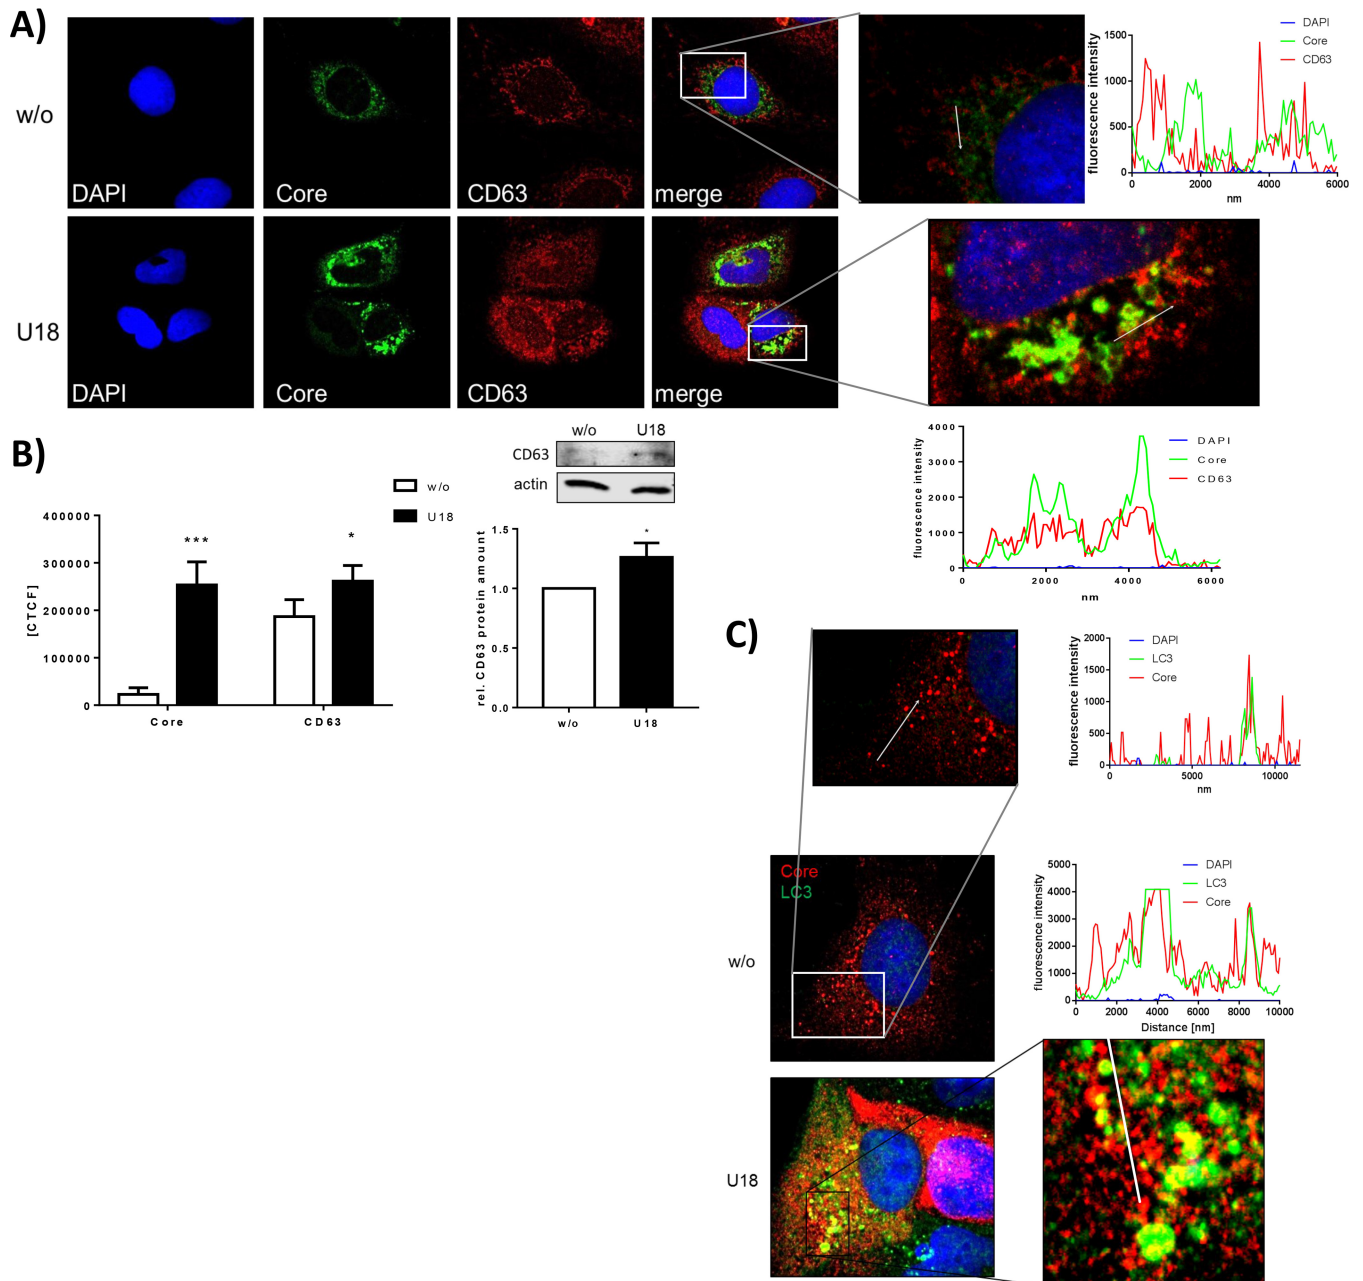 A)
w/o
DAPI
Core
CD63
merge
fluorescence intensity
1500
1000
500
0
0 2000 4000 6000
nm
DAPI
Core
CD63
U18
DAPI
Core
CD63
merge
fluorescence intensity
4000
3000
2000
1000
0
0 2000 4000 6000
nm
DAPI
Core
CD63
B)
[CTCF]
400000
300000
200000
100000
0
***
*
Core CD63
w/o
U18
w/o U18
CD63
actin
rel. CD63 protein amount
1.5
1.0
0.5
0.0
*
w/o U18
C)
fluorescence intensity
2000
1500
1000
500
0
0 5000 10000
nm
DAPI
LC3
Core
w/o
Core
LC3
fluorescence intensity
5000
4000
3000
2000
1000
0
0 2000 4000 6000 8000 10000
Distance [nm]
DAPI
LC3
Core
U18